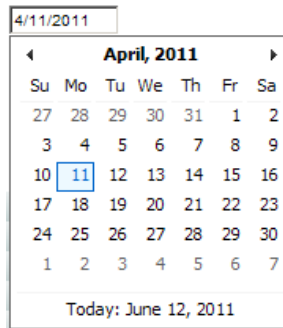 4/11/2011
April, 2011
Su Mo Tu We Th Fr Sa
27 28 29 30 31 1 2
3 4 5 6 7 8 9
10 11 12 13 14 15 16
17 18 19 20 21 22 23
24 25 26 27 28 29 30
1 2 3 4 5 6 7
Today: June 12, 2011